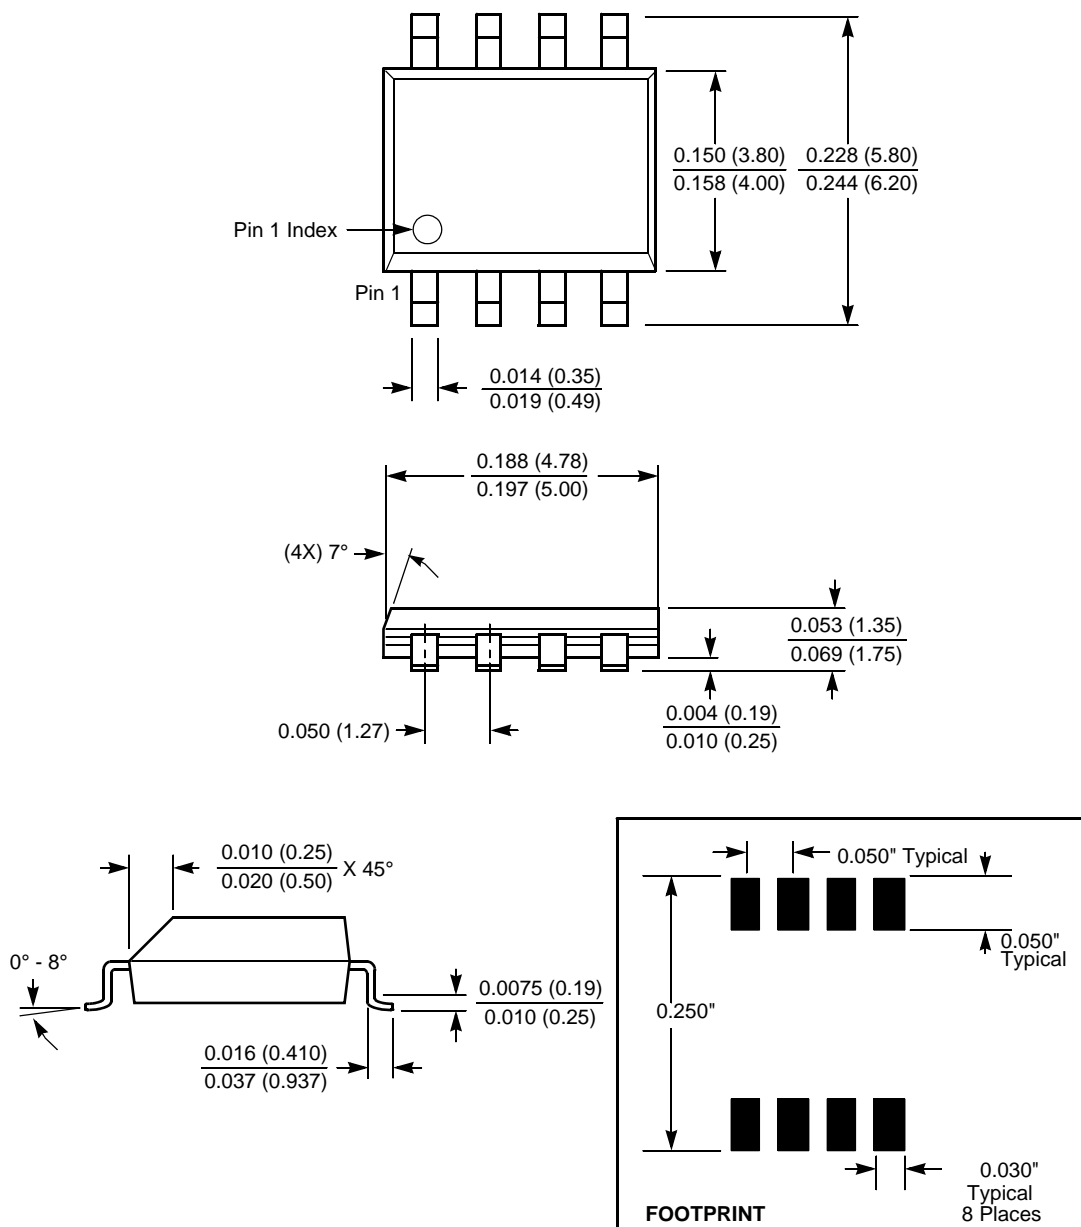 0.150 (3.80)
0.158 (4.00)
0.228 (5.80)
0.244 (6.20)
Pin 1 Index
Pin 1
0.014 (0.35)
0.019 (0.49)
0.188 (4.78)
0.197 (5.00)
(4X) 7°
0.053 (1.35)
0.069 (1.75)
0.004 (0.19)
0.010 (0.25)
0.050 (1.27)
0.010 (0.25)
0.020 (0.50)
X 45°
0° - 8°
0.0075 (0.19)
0.010 (0.25)
0.016 (0.410)
0.037 (0.937)
0.050" Typical
0.050"
Typical
0.250"
0.030"
Typical
8 Places
FOOTPRINT